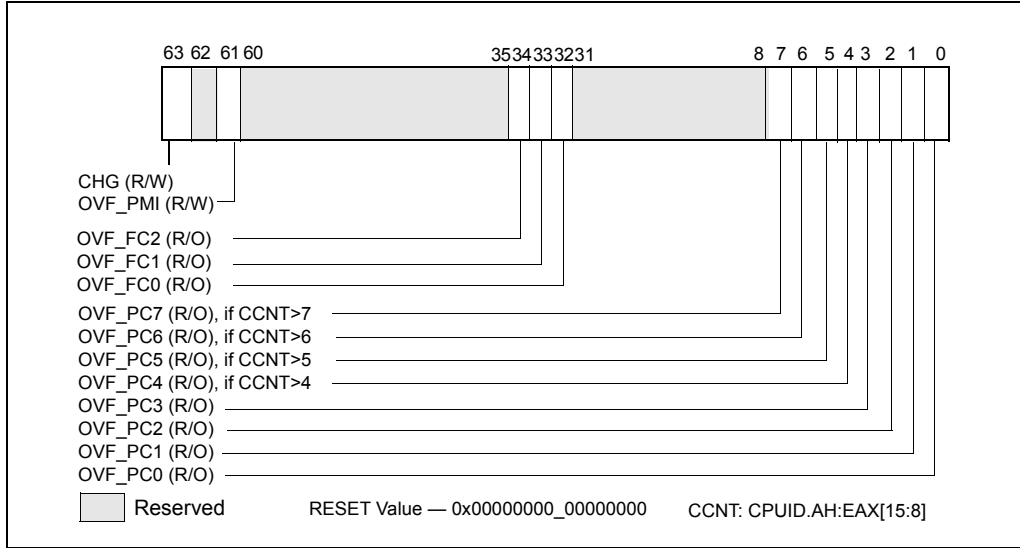 63 62 61 60 35 34 33 32 31 8 7 6 5 4 3 2 1 0
CHG (R/W)
OVF_PMI (R/W)
OVF_FC2 (R/O)
OVF_FC1 (R/O)
OVF_FC0 (R/O)
OVF_PC7 (R/O), if CCNT>7
OVF_PC6 (R/O), if CCNT>6
OVF_PC5 (R/O), if CCNT>5
OVF_PC4 (R/O), if CCNT>4
OVF_PC3 (R/O)
OVF_PC2 (R/O)
OVF_PC1 (R/O)
OVF_PC0 (R/O)
Reserved RESET Value — 0x00000000_00000000 CCNT: CPUID.AH:EAX[15:8]